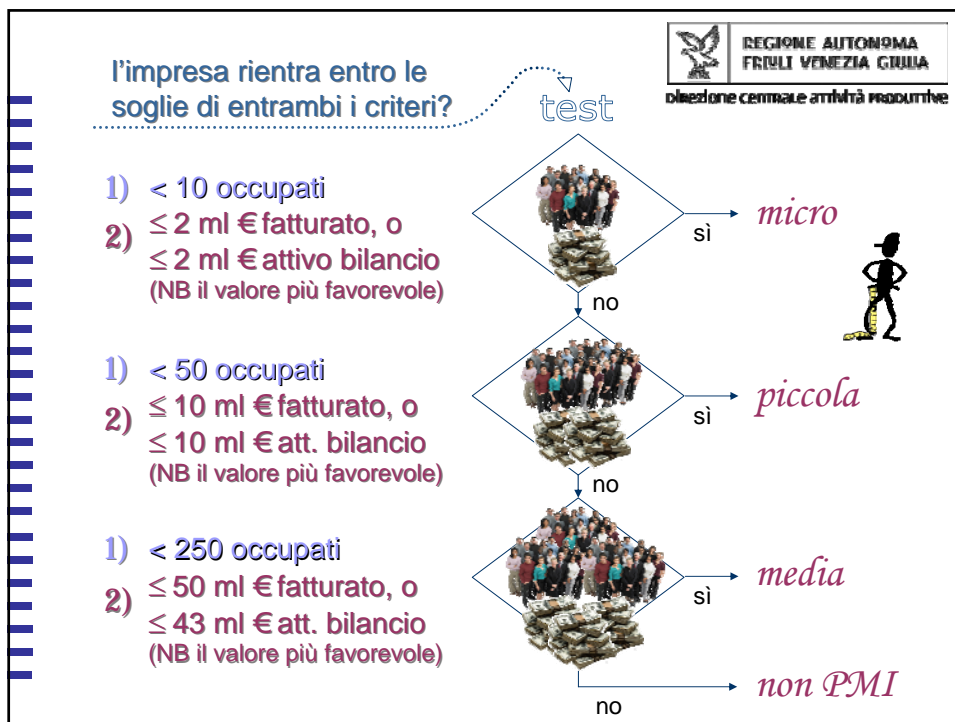 l'impresa rientra entro le
soglie di entrambi i criteri?
test
REGIONE AUTONOMA
FRIULI VENEZIA GIULIA
Direzione centrale attività produttive
1) < 10 occupati
2) ≤ 2 ml € fatturato, o
≤ 2 ml € attivo bilancio
(NB il valore più favorevole)
sì
micro
no
1) < 50 occupati
2) ≤ 10 ml € fatturato, o
≤ 10 ml € att. bilancio
(NB il valore più favorevole)
sì
piccola
no
1) < 250 occupati
2) ≤ 50 ml € fatturato, o
≤ 43 ml € att. bilancio
(NB il valore più favorevole)
sì
media
no
non PMI